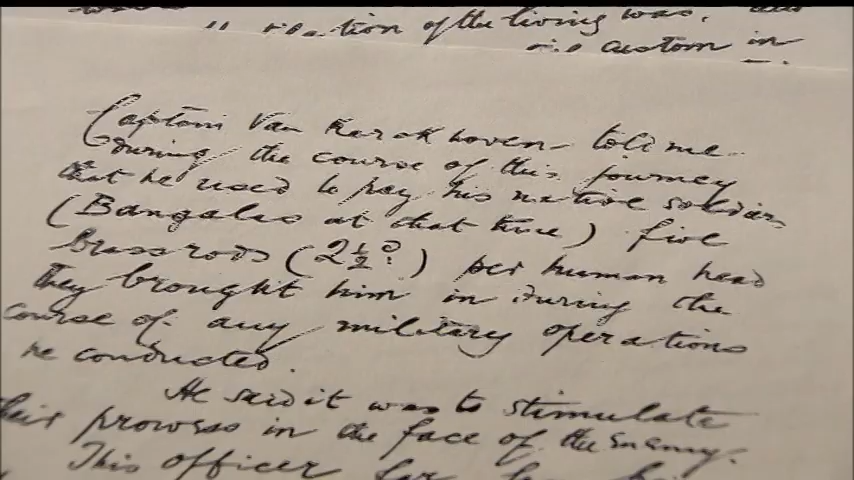 of the living was.
custom in
Captain Van Kerckhoven told me
during the course of this journey
that he used to pay his native soldiers
(Bangalas at that time) five
brass rods (2½ᵈ.) per human head
they brought him in during the
course of any military operations
he conducted.
He said it was to stimulate
their prowess in the face of the enemy.
This officer